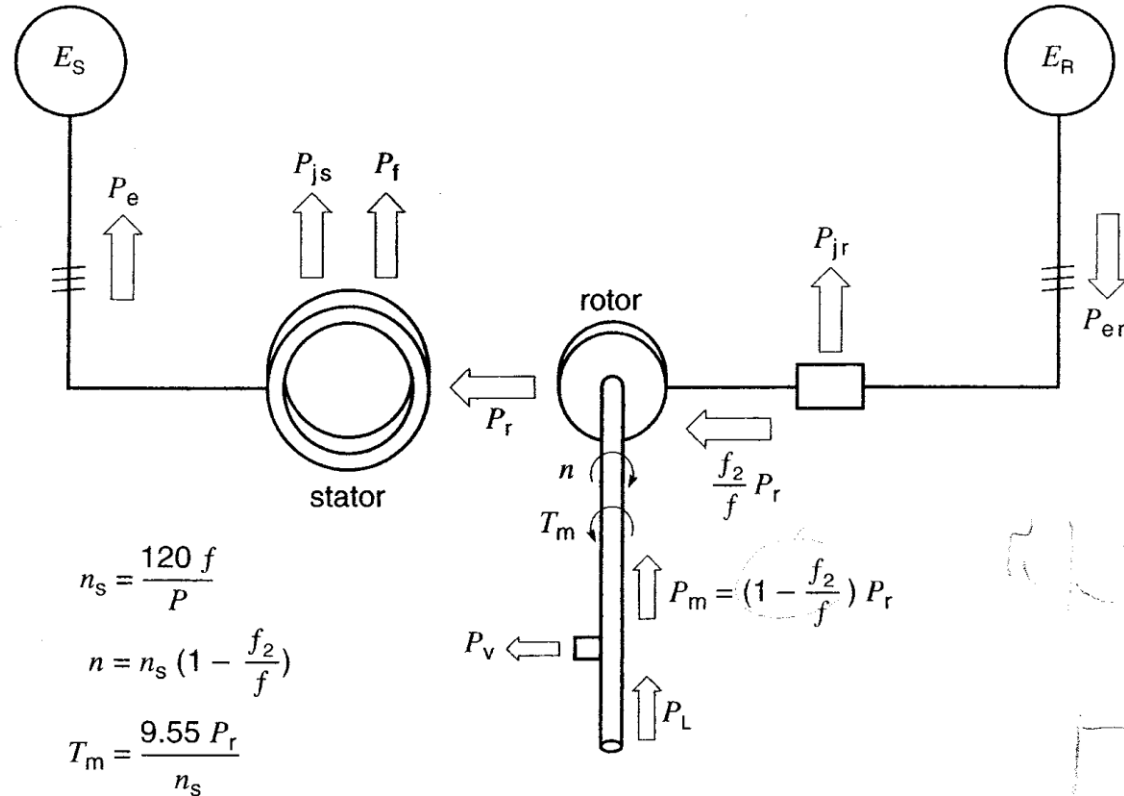 E_S
E_R
P_js P_f
P_e
P_jr
rotor
P_er
P_r
stator
n
f_2/f P_r
T_m
n_s = 120 f / P
P_m = (1 − f_2/f) P_r
n = n_s (1 − f_2/f)
P_v
P_L
T_m = 9.55 P_r / n_s